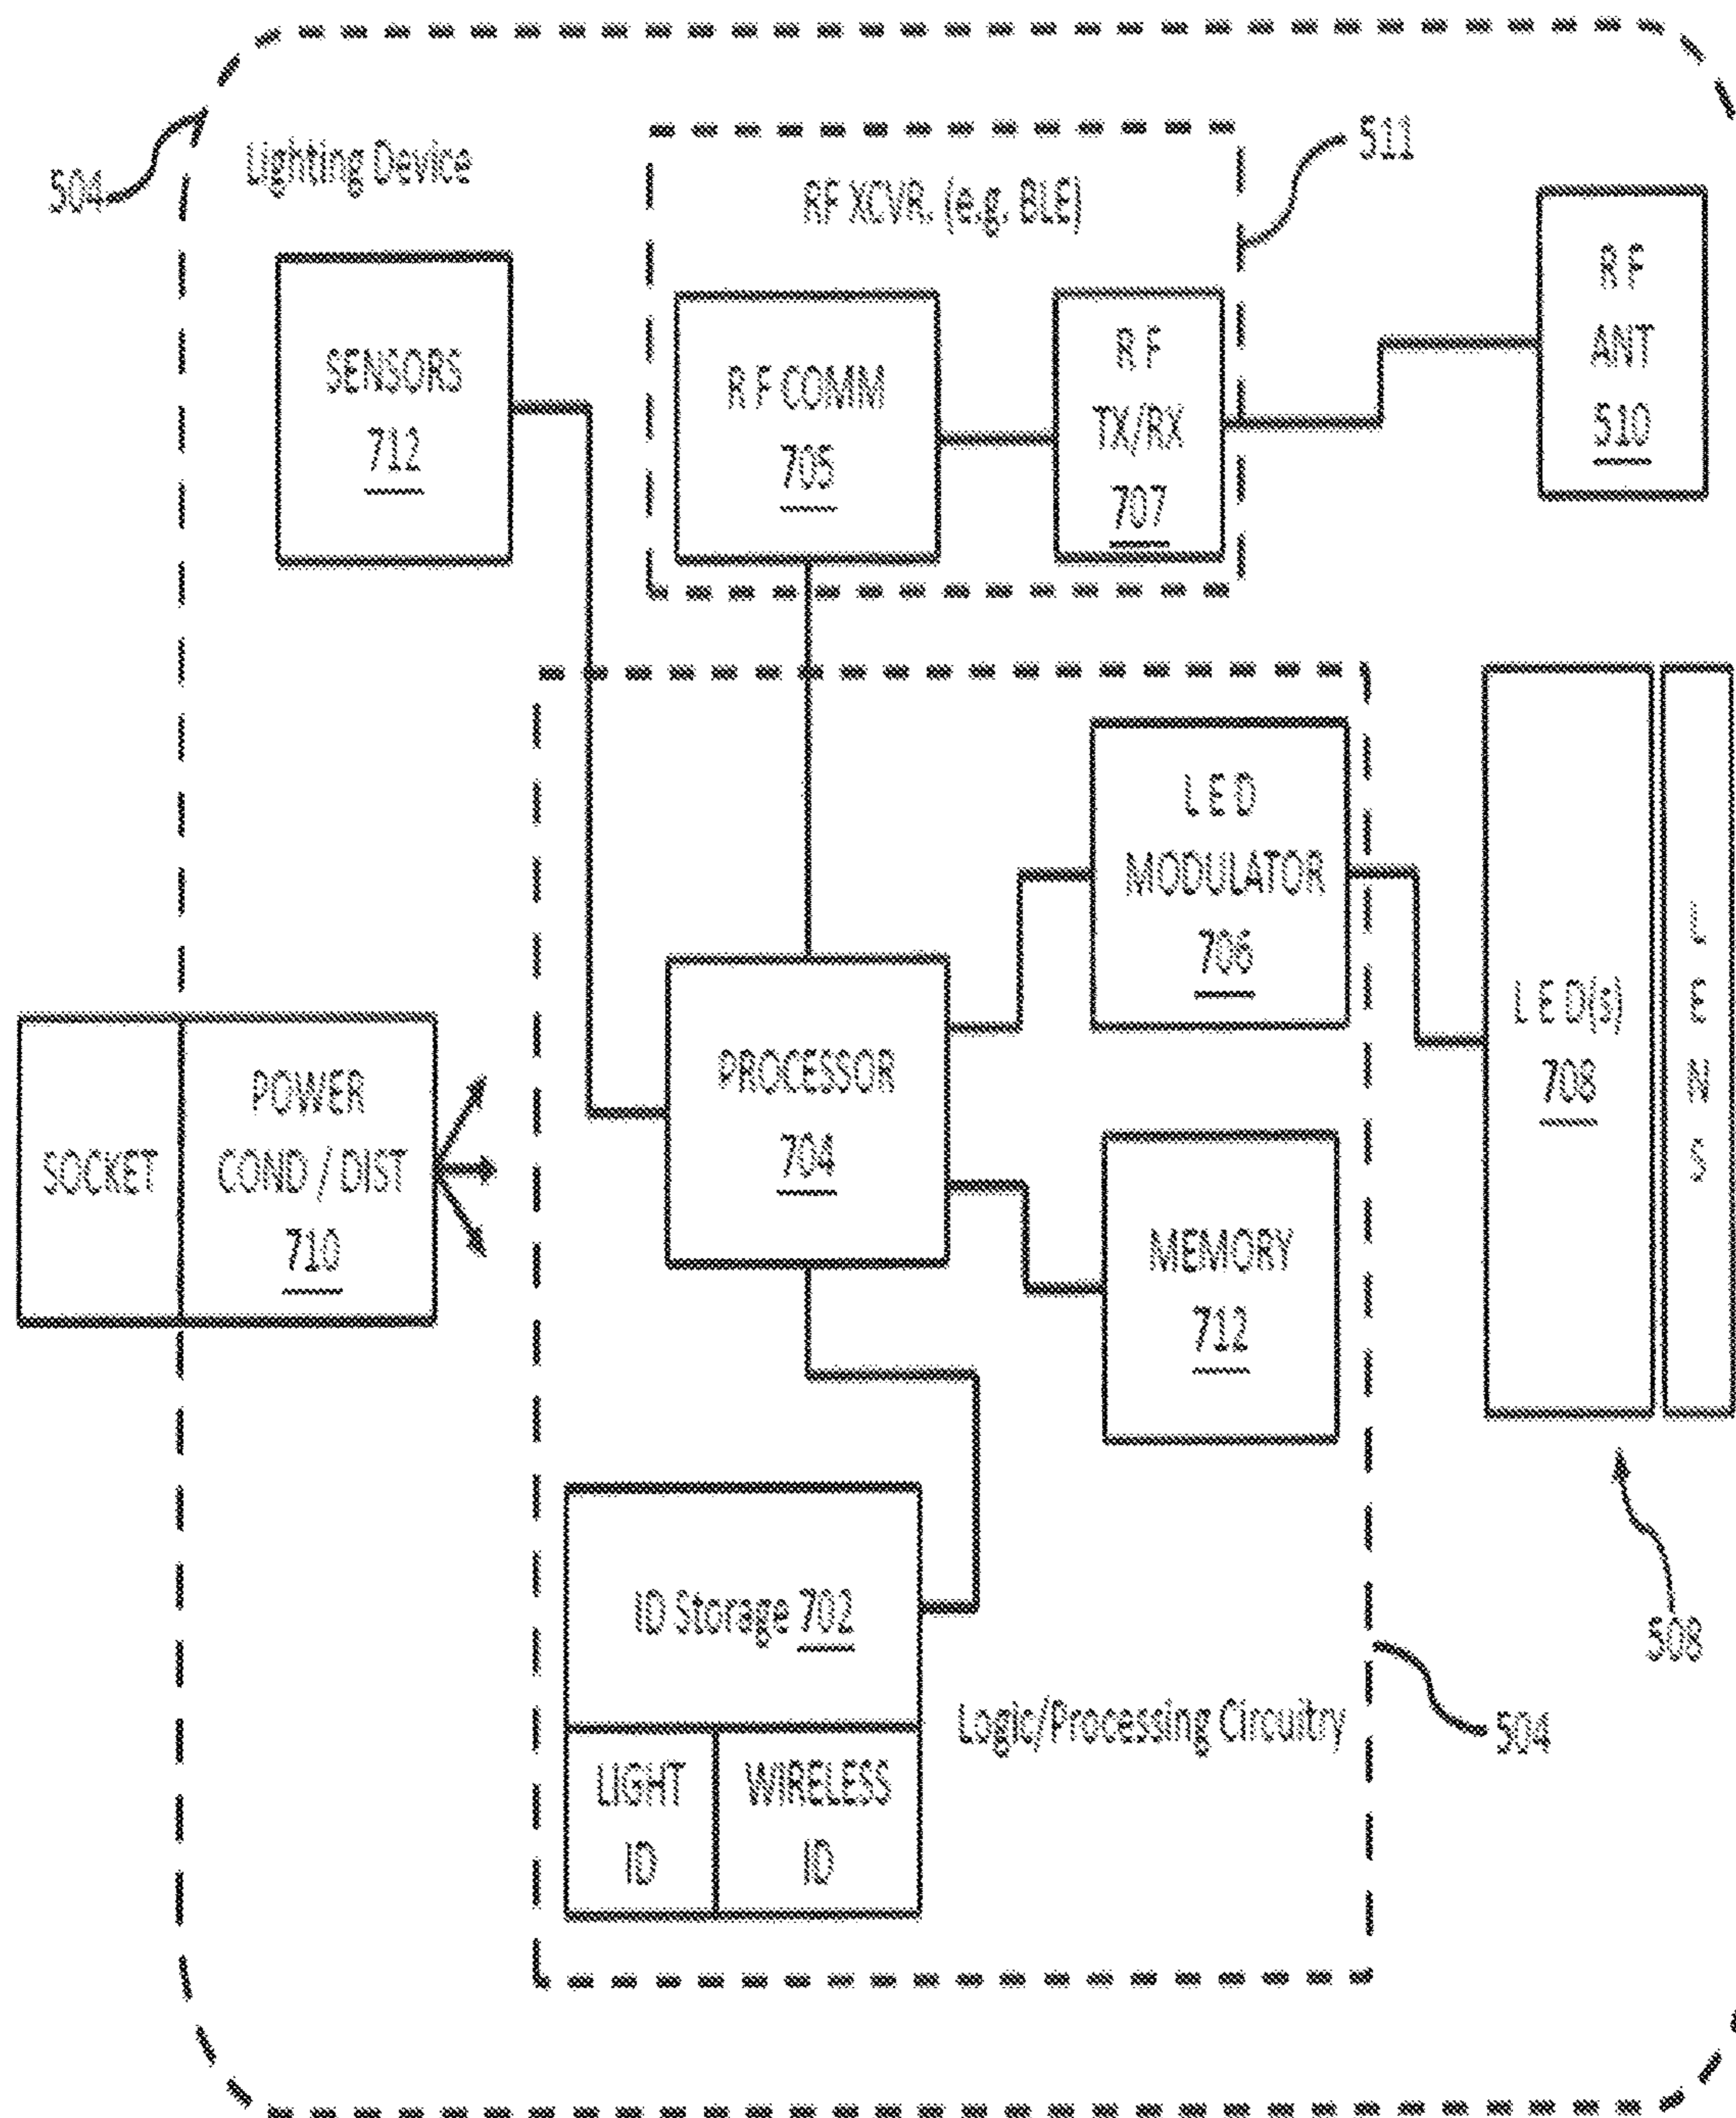 504
Lighting Device
RF XCVR. (e.g. BLE)
511
SENSORS
712
R F COMM
705
R F
TX/RX
707
R F
ANT
510
L E D
MODULATOR
706
L E D(s)
708
L
E
N
S
PROCESSOR
704
SOCKET
POWER
COND / DIST
710
MEMORY
712
ID Storage 702
LIGHT
ID
WIRELESS
ID
Logic/Processing Circuitry
504
508